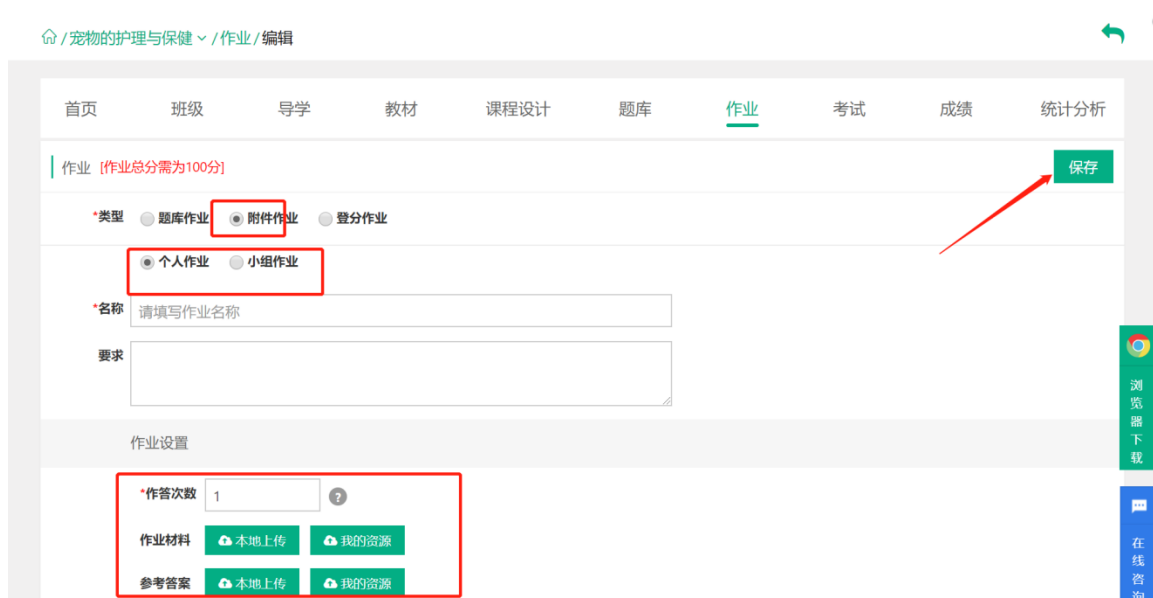 /宠物的护理与保健 /作业/编辑
首页 班级 导学 教材 课程设计 题库 作业 考试 成绩 统计分析
作业 [作业总分需为100分] 保存
*类型 题库作业 附件作业 登分作业
个人作业 小组作业
*名称 请填写作业名称
要求
作业设置
*作答次数 1 ?
作业材料 本地上传 我的资源
参考答案 本地上传 我的资源
浏览器下载
在线咨询